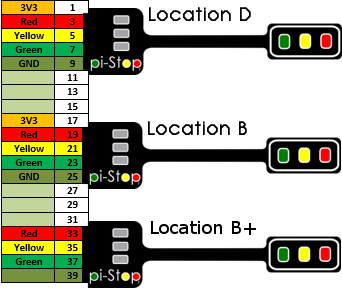 3V3 1
Red 3
Yellow 5
Green 7
GND 9
11
13
15
3V3 17
Red 19
Yellow 21
Green 23
GND 25
27
29
31
Red 33
Yellow 35
Green 37
39
Location D
pi-Stop
Location B
pi-Stop
Location B+
pi-Stop